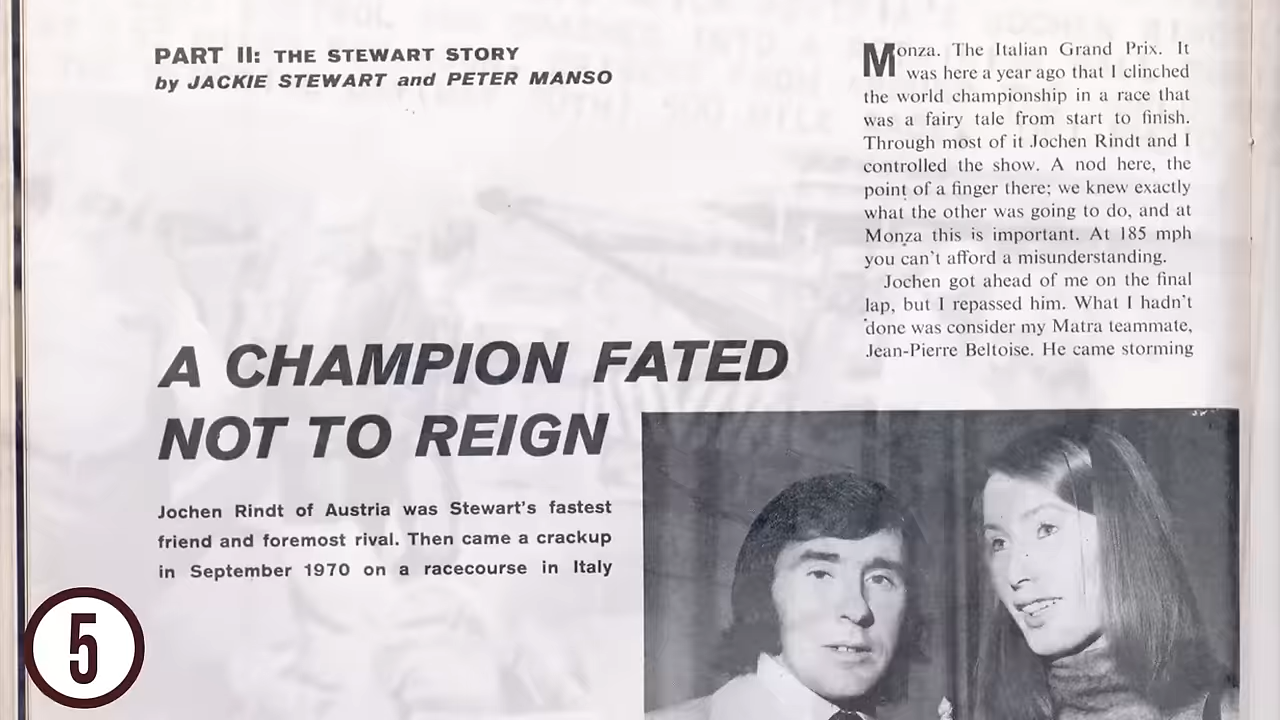 PART II: THE STEWART STORY
by JACKIE STEWART and PETER MANSO
A CHAMPION FATED
NOT TO REIGN
Jochen Rindt of Austria was Stewart's fastest
friend and foremost rival. Then came a crackup
in September 1970 on a racecourse in Italy
Monza. The Italian Grand Prix. It
was here a year ago that I clinched
the world championship in a race that
was a fairy tale from start to finish.
Through most of it Jochen Rindt and I
controlled the show. A nod here, the
point of a finger there; we knew exactly
what the other was going to do, and at
Monza this is important. At 185 mph
you can't afford a misunderstanding.
Jochen got ahead of me on the final
lap, but I repassed him. What I hadn't
done was consider my Matra teammate,
Jean-Pierre Beltoise. He came storming
5